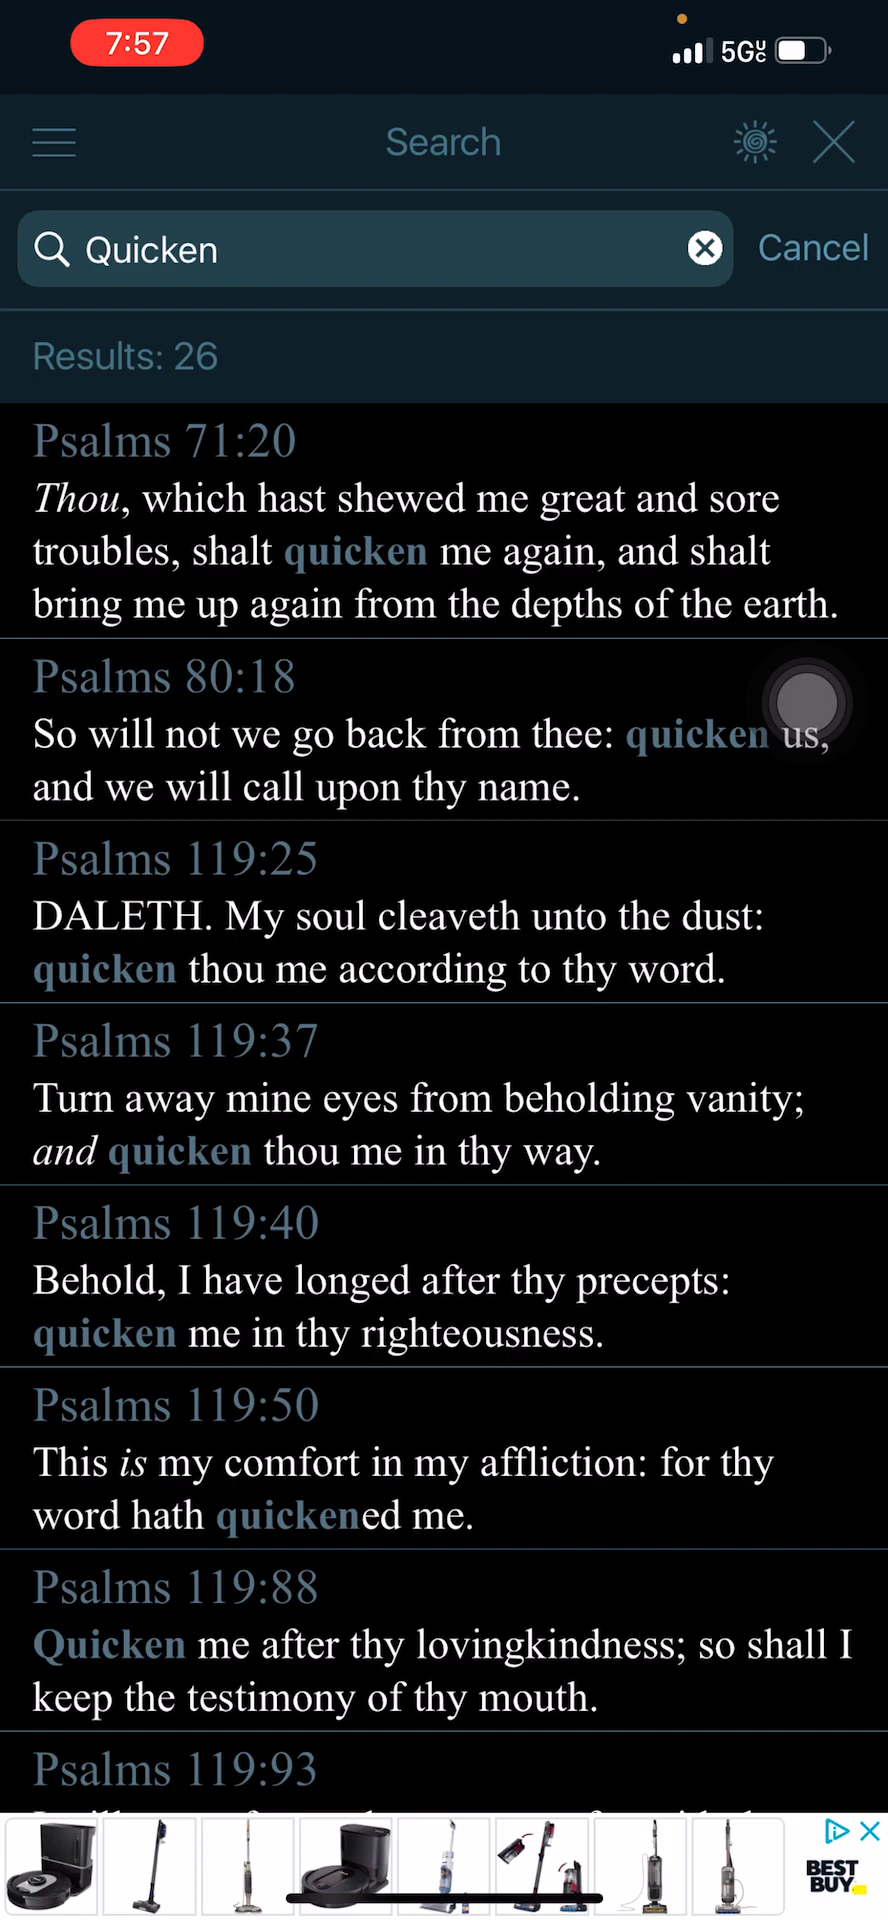 7:57
5G UC
Search
Quicken
Cancel
Results: 26
Psalms 71:20
Thou, which hast shewed me great and sore
troubles, shalt quicken me again, and shalt
bring me up again from the depths of the earth.
Psalms 80:18
So will not we go back from thee: quicken us,
and we will call upon thy name.
Psalms 119:25
DALETH. My soul cleaveth unto the dust:
quicken thou me according to thy word.
Psalms 119:37
Turn away mine eyes from beholding vanity;
and quicken thou me in thy way.
Psalms 119:40
Behold, I have longed after thy precepts:
quicken me in thy righteousness.
Psalms 119:50
This is my comfort in my affliction: for thy
word hath quickened me.
Psalms 119:88
Quicken me after thy lovingkindness; so shall I
keep the testimony of thy mouth.
Psalms 119:93
BEST
BUY